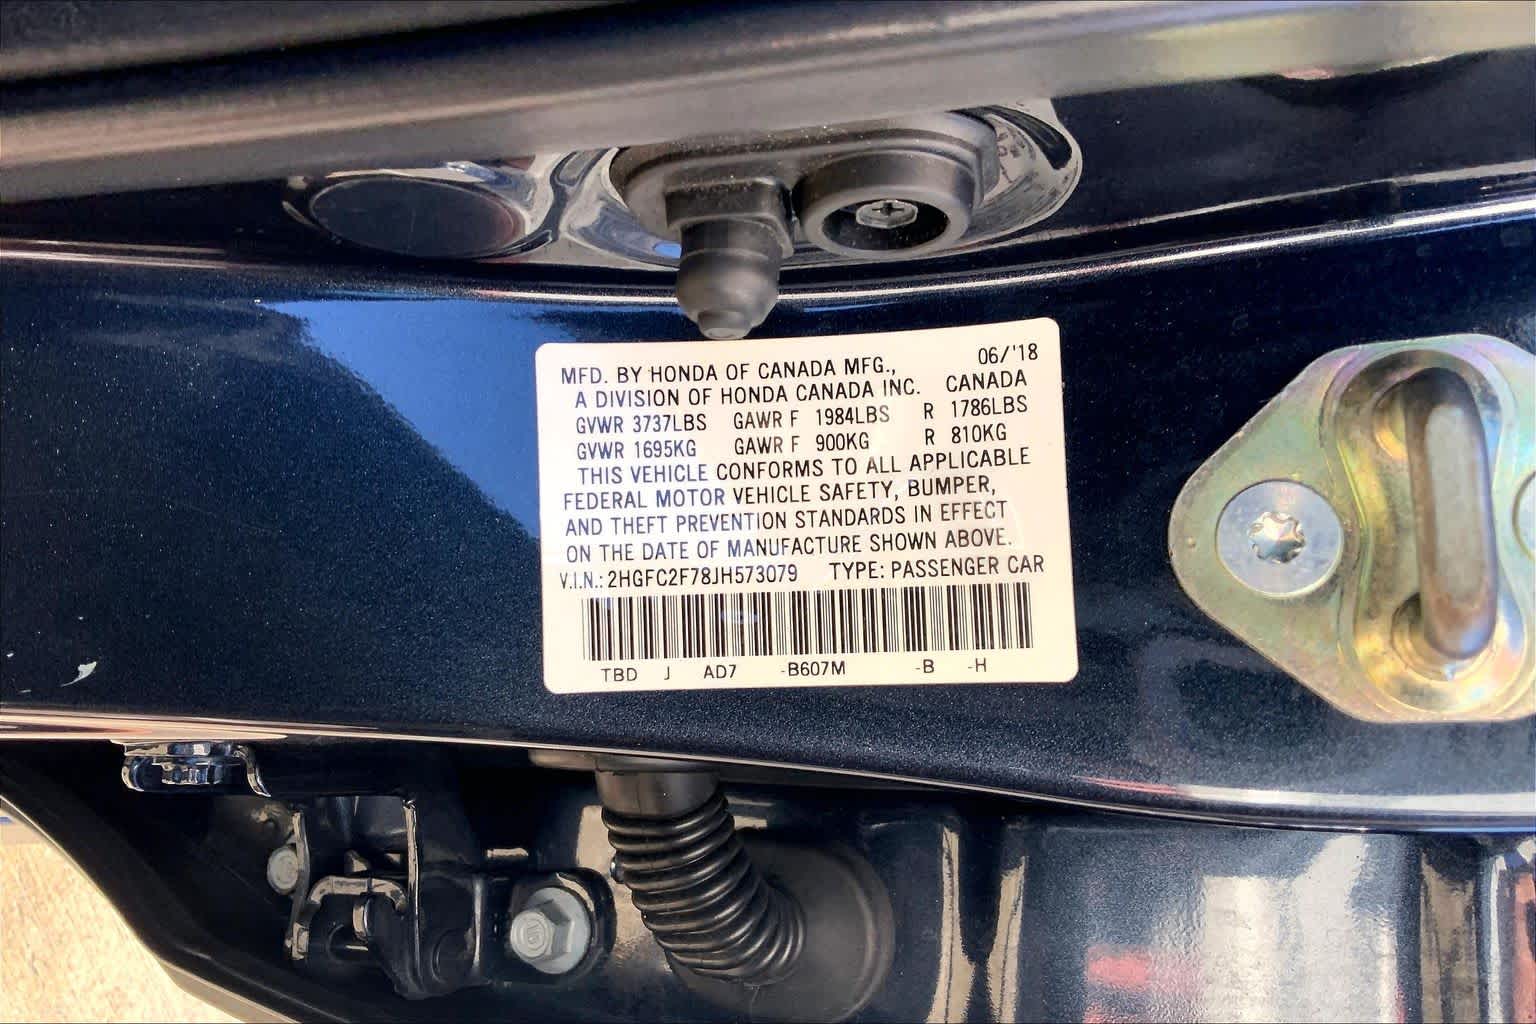 MFD. BY HONDA OF CANADA MFG., 06/'18
A DIVISION OF HONDA CANADA INC. CANADA
GVWR 3737LBS GAWR F 1984LBS R 1786LBS
GVWR 1695KG GAWR F 900KG R 810KG
THIS VEHICLE CONFORMS TO ALL APPLICABLE
FEDERAL MOTOR VEHICLE SAFETY, BUMPER,
AND THEFT PREVENTION STANDARDS IN EFFECT
ON THE DATE OF MANUFACTURE SHOWN ABOVE.
V.I.N.: 2HGFC2F78JH573079 TYPE: PASSENGER CAR
TBD J AD7 -B607M -B -H